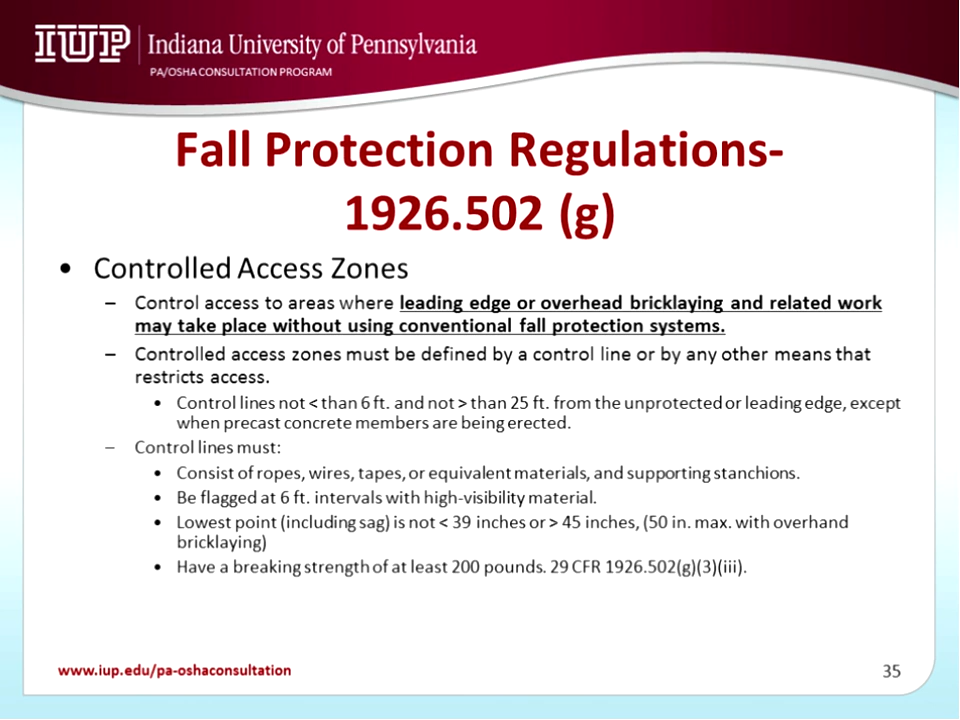 IUP Indiana University of Pennsylvania
PA/OSHA CONSULTATION PROGRAM
Fall Protection Regulations-
1926.502 (g)
• Controlled Access Zones
– Control access to areas where leading edge or overhead bricklaying and related work
may take place without using conventional fall protection systems.
– Controlled access zones must be defined by a control line or by any other means that
restricts access.
• Control lines not < than 6 ft. and not > than 25 ft. from the unprotected or leading edge, except
when precast concrete members are being erected.
– Control lines must:
• Consist of ropes, wires, tapes, or equivalent materials, and supporting stanchions.
• Be flagged at 6 ft. intervals with high-visibility material.
• Lowest point (including sag) is not < 39 inches or > 45 inches, (50 in. max. with overhand
bricklaying)
• Have a breaking strength of at least 200 pounds. 29 CFR 1926.502(g)(3)(iii).
www.iup.edu/pa-oshaconsultation
35